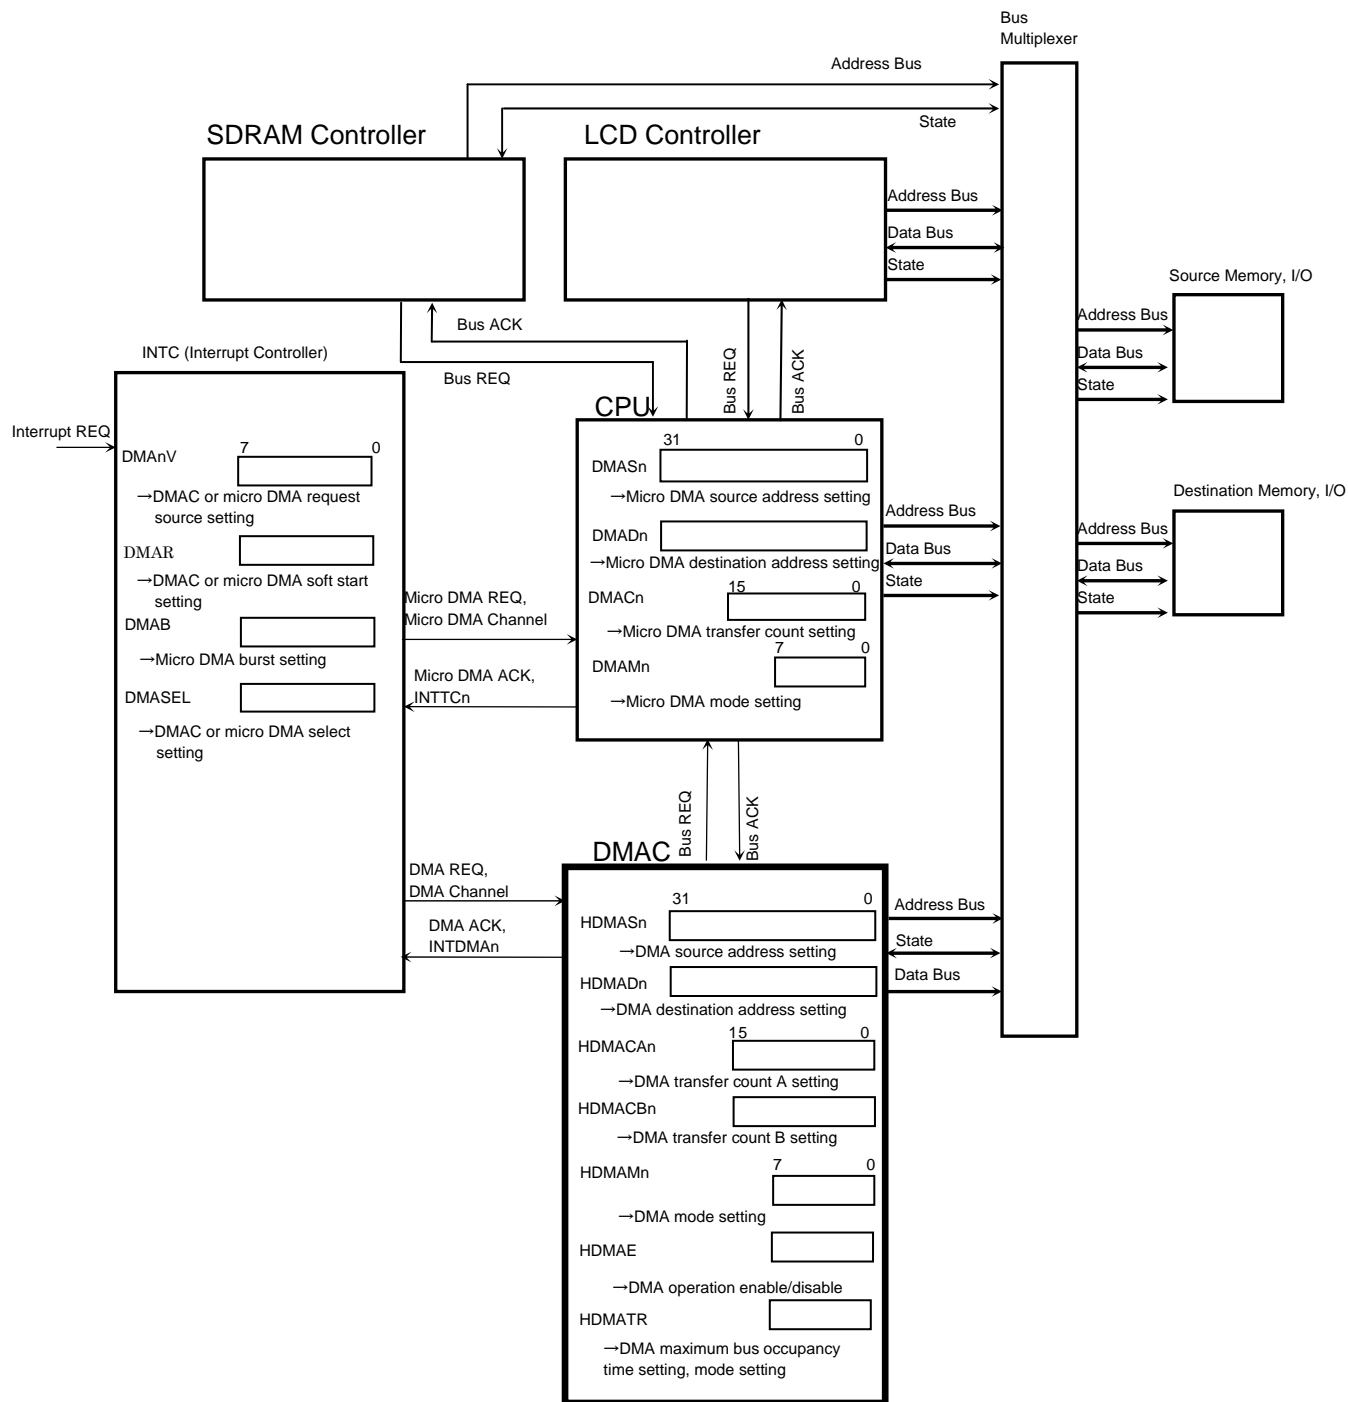 Bus
Multiplexer
Address Bus
State
SDRAM Controller
LCD Controller
Address Bus
Data Bus
State
Source Memory, I/O
Address Bus
Data Bus
State
Bus ACK
Bus REQ
Bus REQ
Bus ACK
INTC (Interrupt Controller)
Interrupt REQ
DMAnV
7 0
→DMAC or micro DMA request
source setting
DMAR
→DMAC or micro DMA soft start
setting
DMAB
→Micro DMA burst setting
DMASEL
→DMAC or micro DMA select
setting
Micro DMA REQ,
Micro DMA Channel
Micro DMA ACK,
INTTCn
CPU
31 0
DMASn
→Micro DMA source address setting
DMADn
→Micro DMA destination address setting
15 0
DMACn
→Micro DMA transfer count setting
7 0
DMAMn
→Micro DMA mode setting
Address Bus
Data Bus
State
Destination Memory, I/O
Address Bus
Data Bus
State
Bus REQ
Bus ACK
DMAC
DMA REQ,
DMA Channel
DMA ACK,
INTDMAn
31 0
HDMASn
→DMA source address setting
HDMADn
→DMA destination address setting
15 0
HDMACAn
→DMA transfer count A setting
HDMACBn
→DMA transfer count B setting
7 0
HDMAMn
→DMA mode setting
HDMAE
→DMA operation enable/disable
HDMATR
→DMA maximum bus occupancy
time setting, mode setting
Address Bus
State
Data Bus